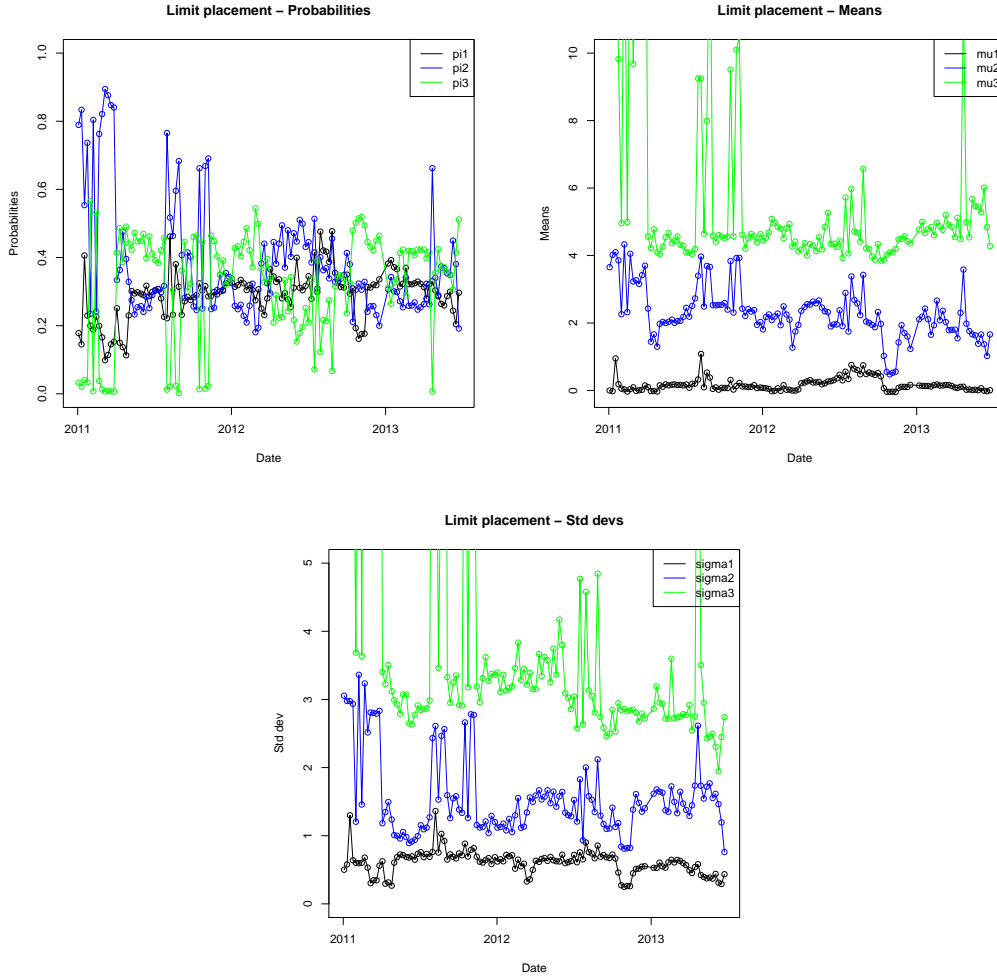 Limit placement − Probabilities
1.0
0.8
0.6
0.4
0.2
0.0
Probabilities
pi1
pi2
pi3
2011
2012
2013
Date
Limit placement − Means
10
8
6
4
2
0
Means
mu1
mu2
mu3
2011
2012
2013
Date
Limit placement − Std devs
5
4
3
2
1
0
Std dev
sigma1
sigma2
sigma3
2011
2012
2013
Date